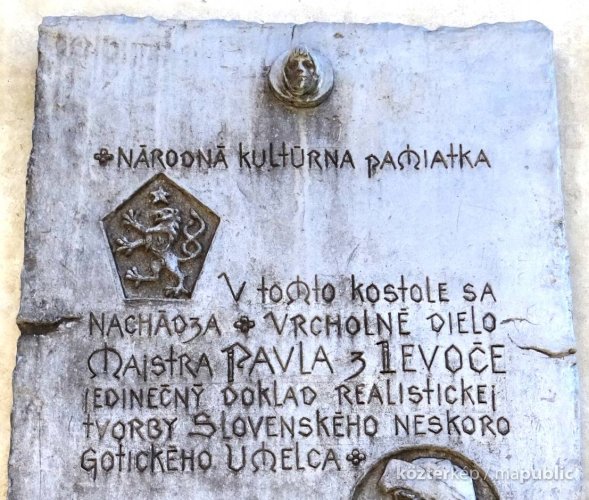 NÁRODNÁ KULTÚRNA PAMIATKA
V TOMTO KOSTOLE SA
NACHÁDZA VRCHOLNÉ DIELO
MAJSTRA PAVLA Z LEVOČE
JEDINEČNÝ DOKLAD REALISTICKEJ
TVORBY SLOVENSKÉHO NESKORO
GOTICKÉHO UMELCA
közterkep / mapublic